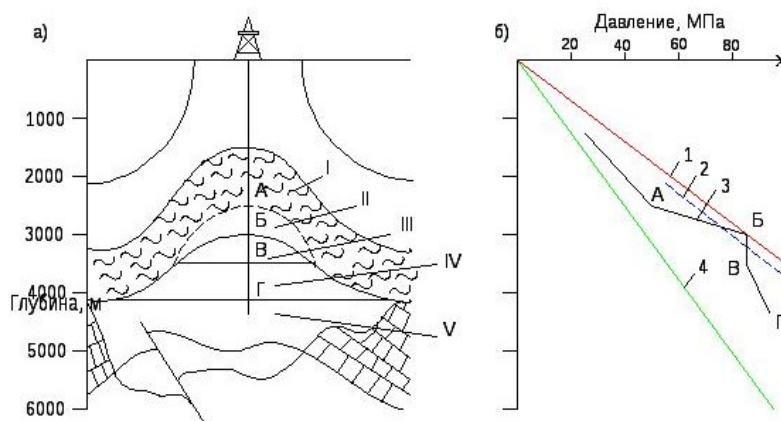 а)
1000
2000
3000
4000
Глубина, м
5000
6000
А
Б
В
Г
I
II
III
IV
V
б)
Давление, МПа
20 40 60 80
1
2
3
А
Б
В
4
Г